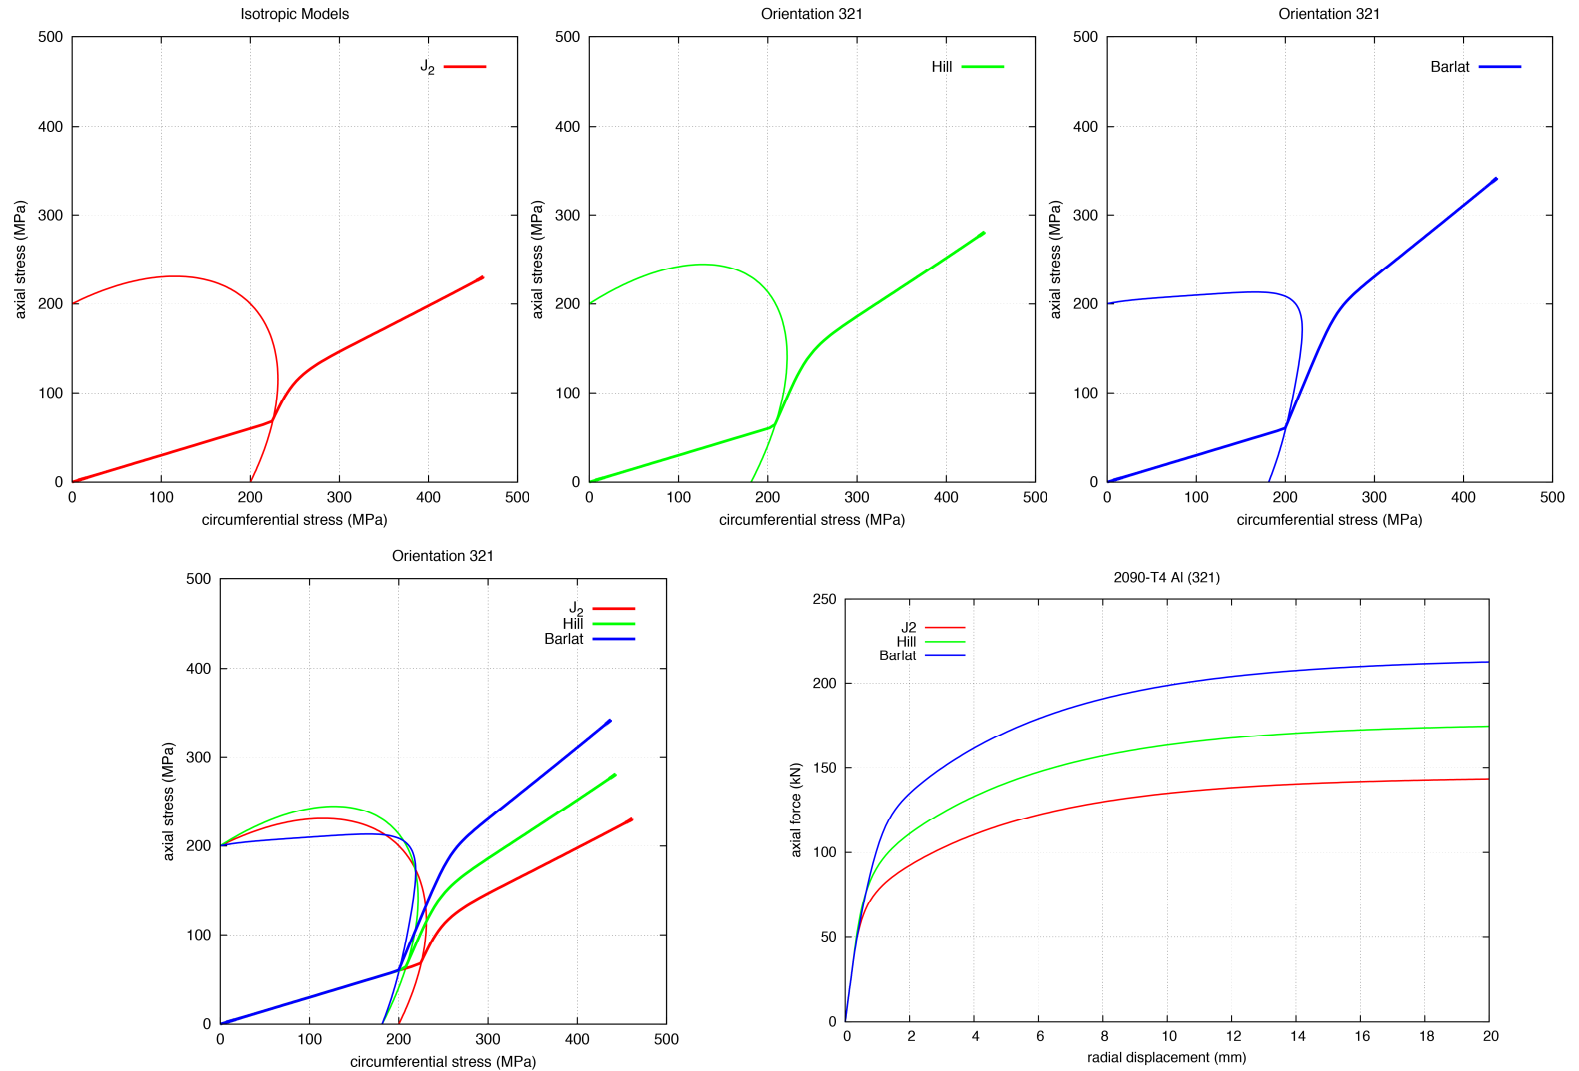 Isotropic Models
J2
500
400
300
200
100
0
0 100 200 300 400 500
axial stress (MPa)
circumferential stress (MPa)
Orientation 321
Hill
500
400
300
200
100
0
0 100 200 300 400 500
axial stress (MPa)
circumferential stress (MPa)
Orientation 321
Barlat
500
400
300
200
100
0
0 100 200 300 400 500
axial stress (MPa)
circumferential stress (MPa)
Orientation 321
J2
Hill
Barlat
500
400
300
200
100
0
0 100 200 300 400 500
axial stress (MPa)
circumferential stress (MPa)
2090-T4 Al (321)
J2
Hill
Barlat
250
200
150
100
50
0
0 2 4 6 8 10 12 14 16 18 20
axial force (kN)
radial displacement (mm)